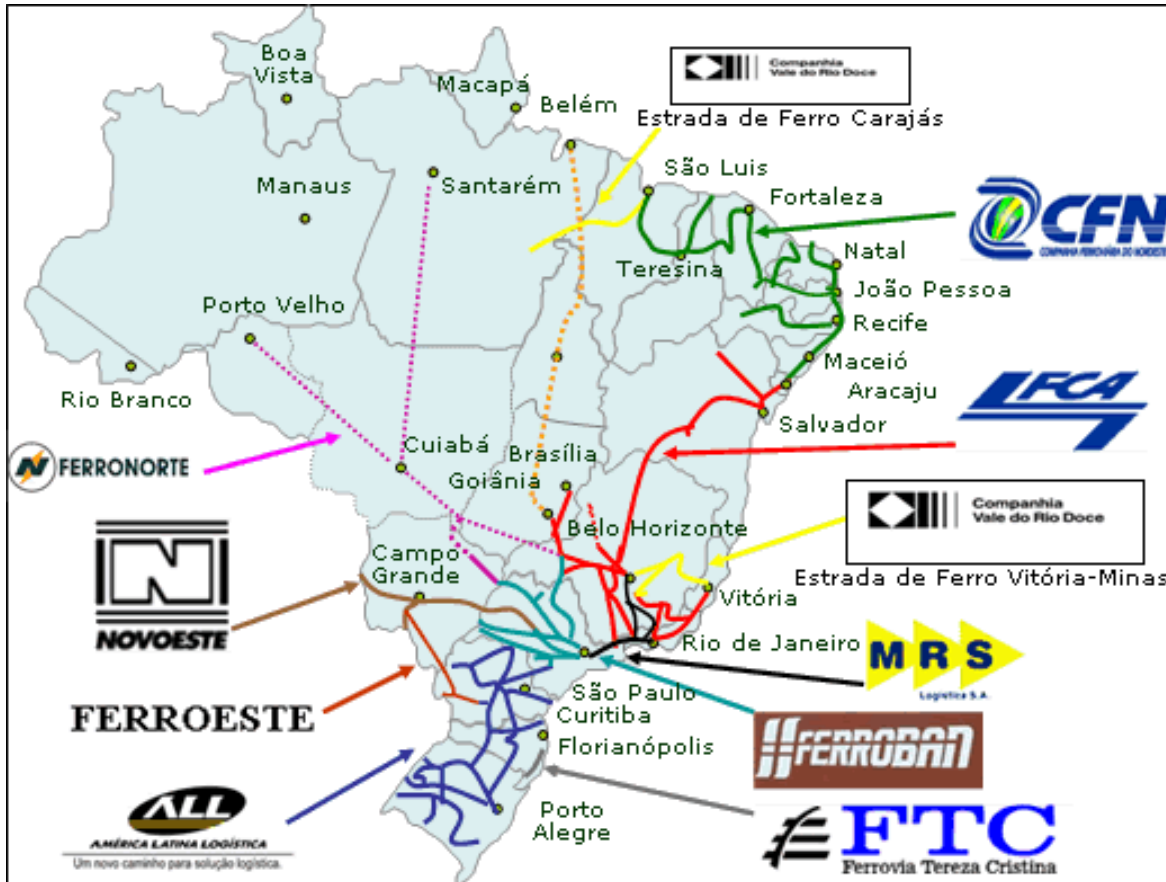 Boa
Vista
Macapá
Belém
Companhia
Vale do Rio Doce
Estrada de Ferro Carajás
São Luis
Manaus
Santarém
Fortaleza
CFN
COMPANHIA FERROVIÁRIA DO NORDESTE
Teresina
Natal
João Pessoa
Porto Velho
Recife
Maceió
Rio Branco
Aracaju
FCA
Salvador
FERRONORTE
Cuiabá
Brasília
Goiânia
Belo Horizonte
Companhia
Vale do Rio Doce
Estrada de Ferro Vitória-Minas
Campo
Grande
NOVOESTE
Vitória
Rio de Janeiro
MRS
Logística S.A.
São Paulo
FERROESTE
Curitiba
Florianópolis
FERROBAN
ALL
AMÉRICA LATINA LOGÍSTICA
Um novo caminho para solução logística.
Porto
Alegre
FTC
Ferrovia Tereza Cristina